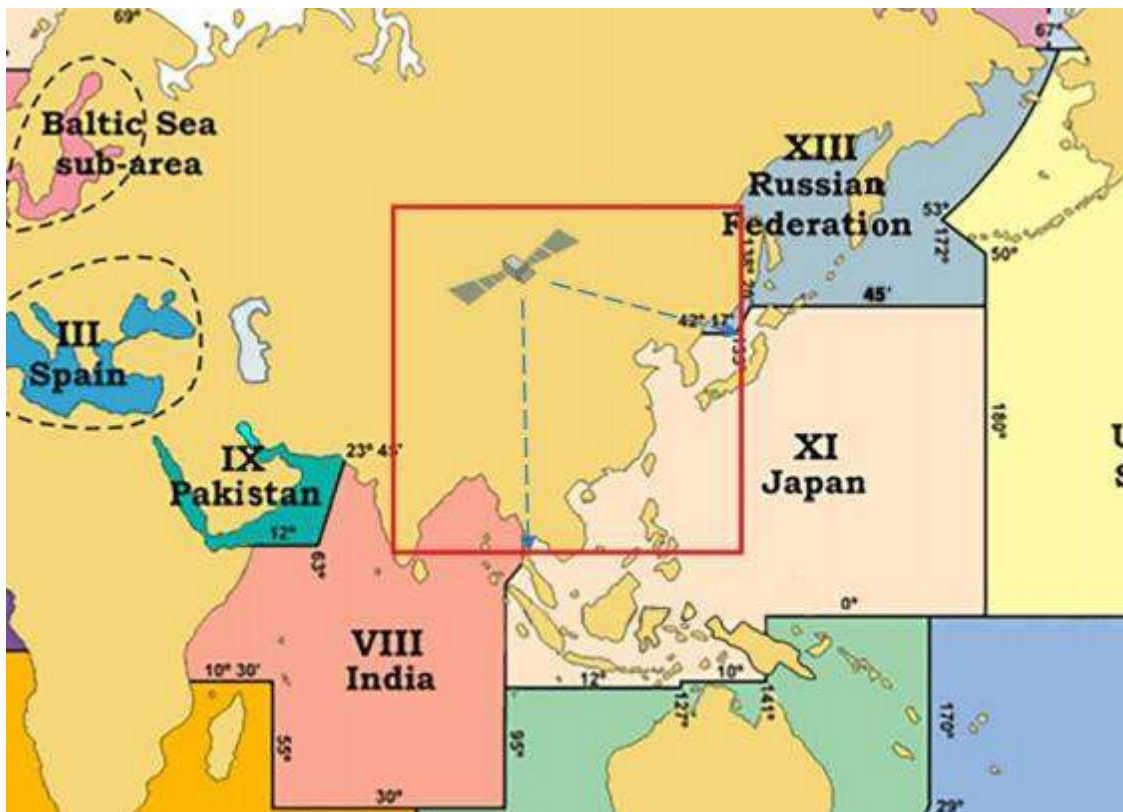 69°
67°
Baltic Sea
sub-area
XIII
Russian
Federation
53°
172°
50°
45'
42° 17'
III
Spain
180°
XI
Japan
IX
Pakistan
23° 45'
12°
63°
0°
VIII
India
10° 30'
12°
10°
127°
141°
55°
95°
170°
30°
29°
U
S